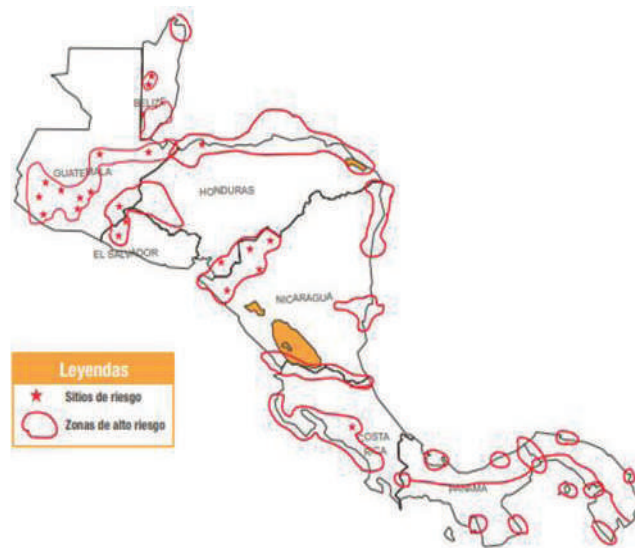 BELIZE
GUATEMALA
HONDURAS
EL SALVADOR
NICARAGUA
Leyendas
Sitios de riesgo
Zonas de alto riesgo
COSTA
RICA
PANAMA